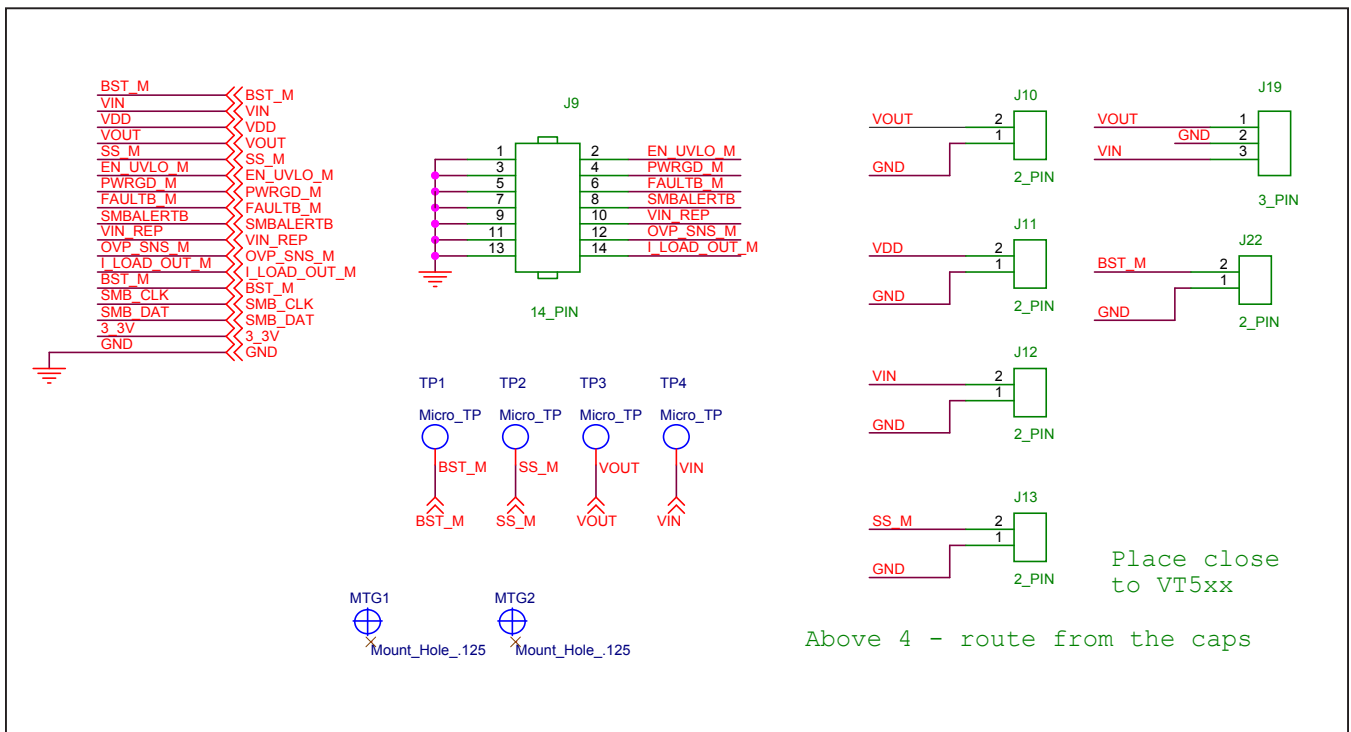 BST_M BST_M
VIN VIN
VDD VDD
VOUT VOUT
SS_M SS_M
EN_UVLO_M EN_UVLO_M
PWRGD_M PWRGD_M
FAULTB_M FAULTB_M
SMBALERTB SMBALERTB
VIN_REP VIN_REP
OVP_SNS_M OVP_SNS_M
I_LOAD_OUT_M I_LOAD_OUT_M
BST_M BST_M
SMB_CLK SMB_CLK
SMB_DAT SMB_DAT
3_3V 3_3V
GND GND
J9
1 2 EN_UVLO_M
3 4 PWRGD_M
5 6 FAULTB_M
7 8 SMBALERTB
9 10 VIN_REP
11 12 OVP_SNS_M
13 14 I_LOAD_OUT_M
14_PIN
TP1 TP2 TP3 TP4
Micro_TP Micro_TP Micro_TP Micro_TP
BST_M SS_M VOUT VIN
BST_M SS_M VOUT VIN
MTG1 MTG2
Mount_Hole_.125 Mount_Hole_.125
J10
VOUT 2
1
GND
2_PIN
J11
VDD 2
1
GND
2_PIN
J12
VIN 2
1
GND
2_PIN
J13
SS_M 2
1
GND
2_PIN
J19
VOUT 1
GND 2
VIN 3
3_PIN
J22
BST_M 2
1
GND
2_PIN
Place close
to VT5xx
Above 4 - route from the caps